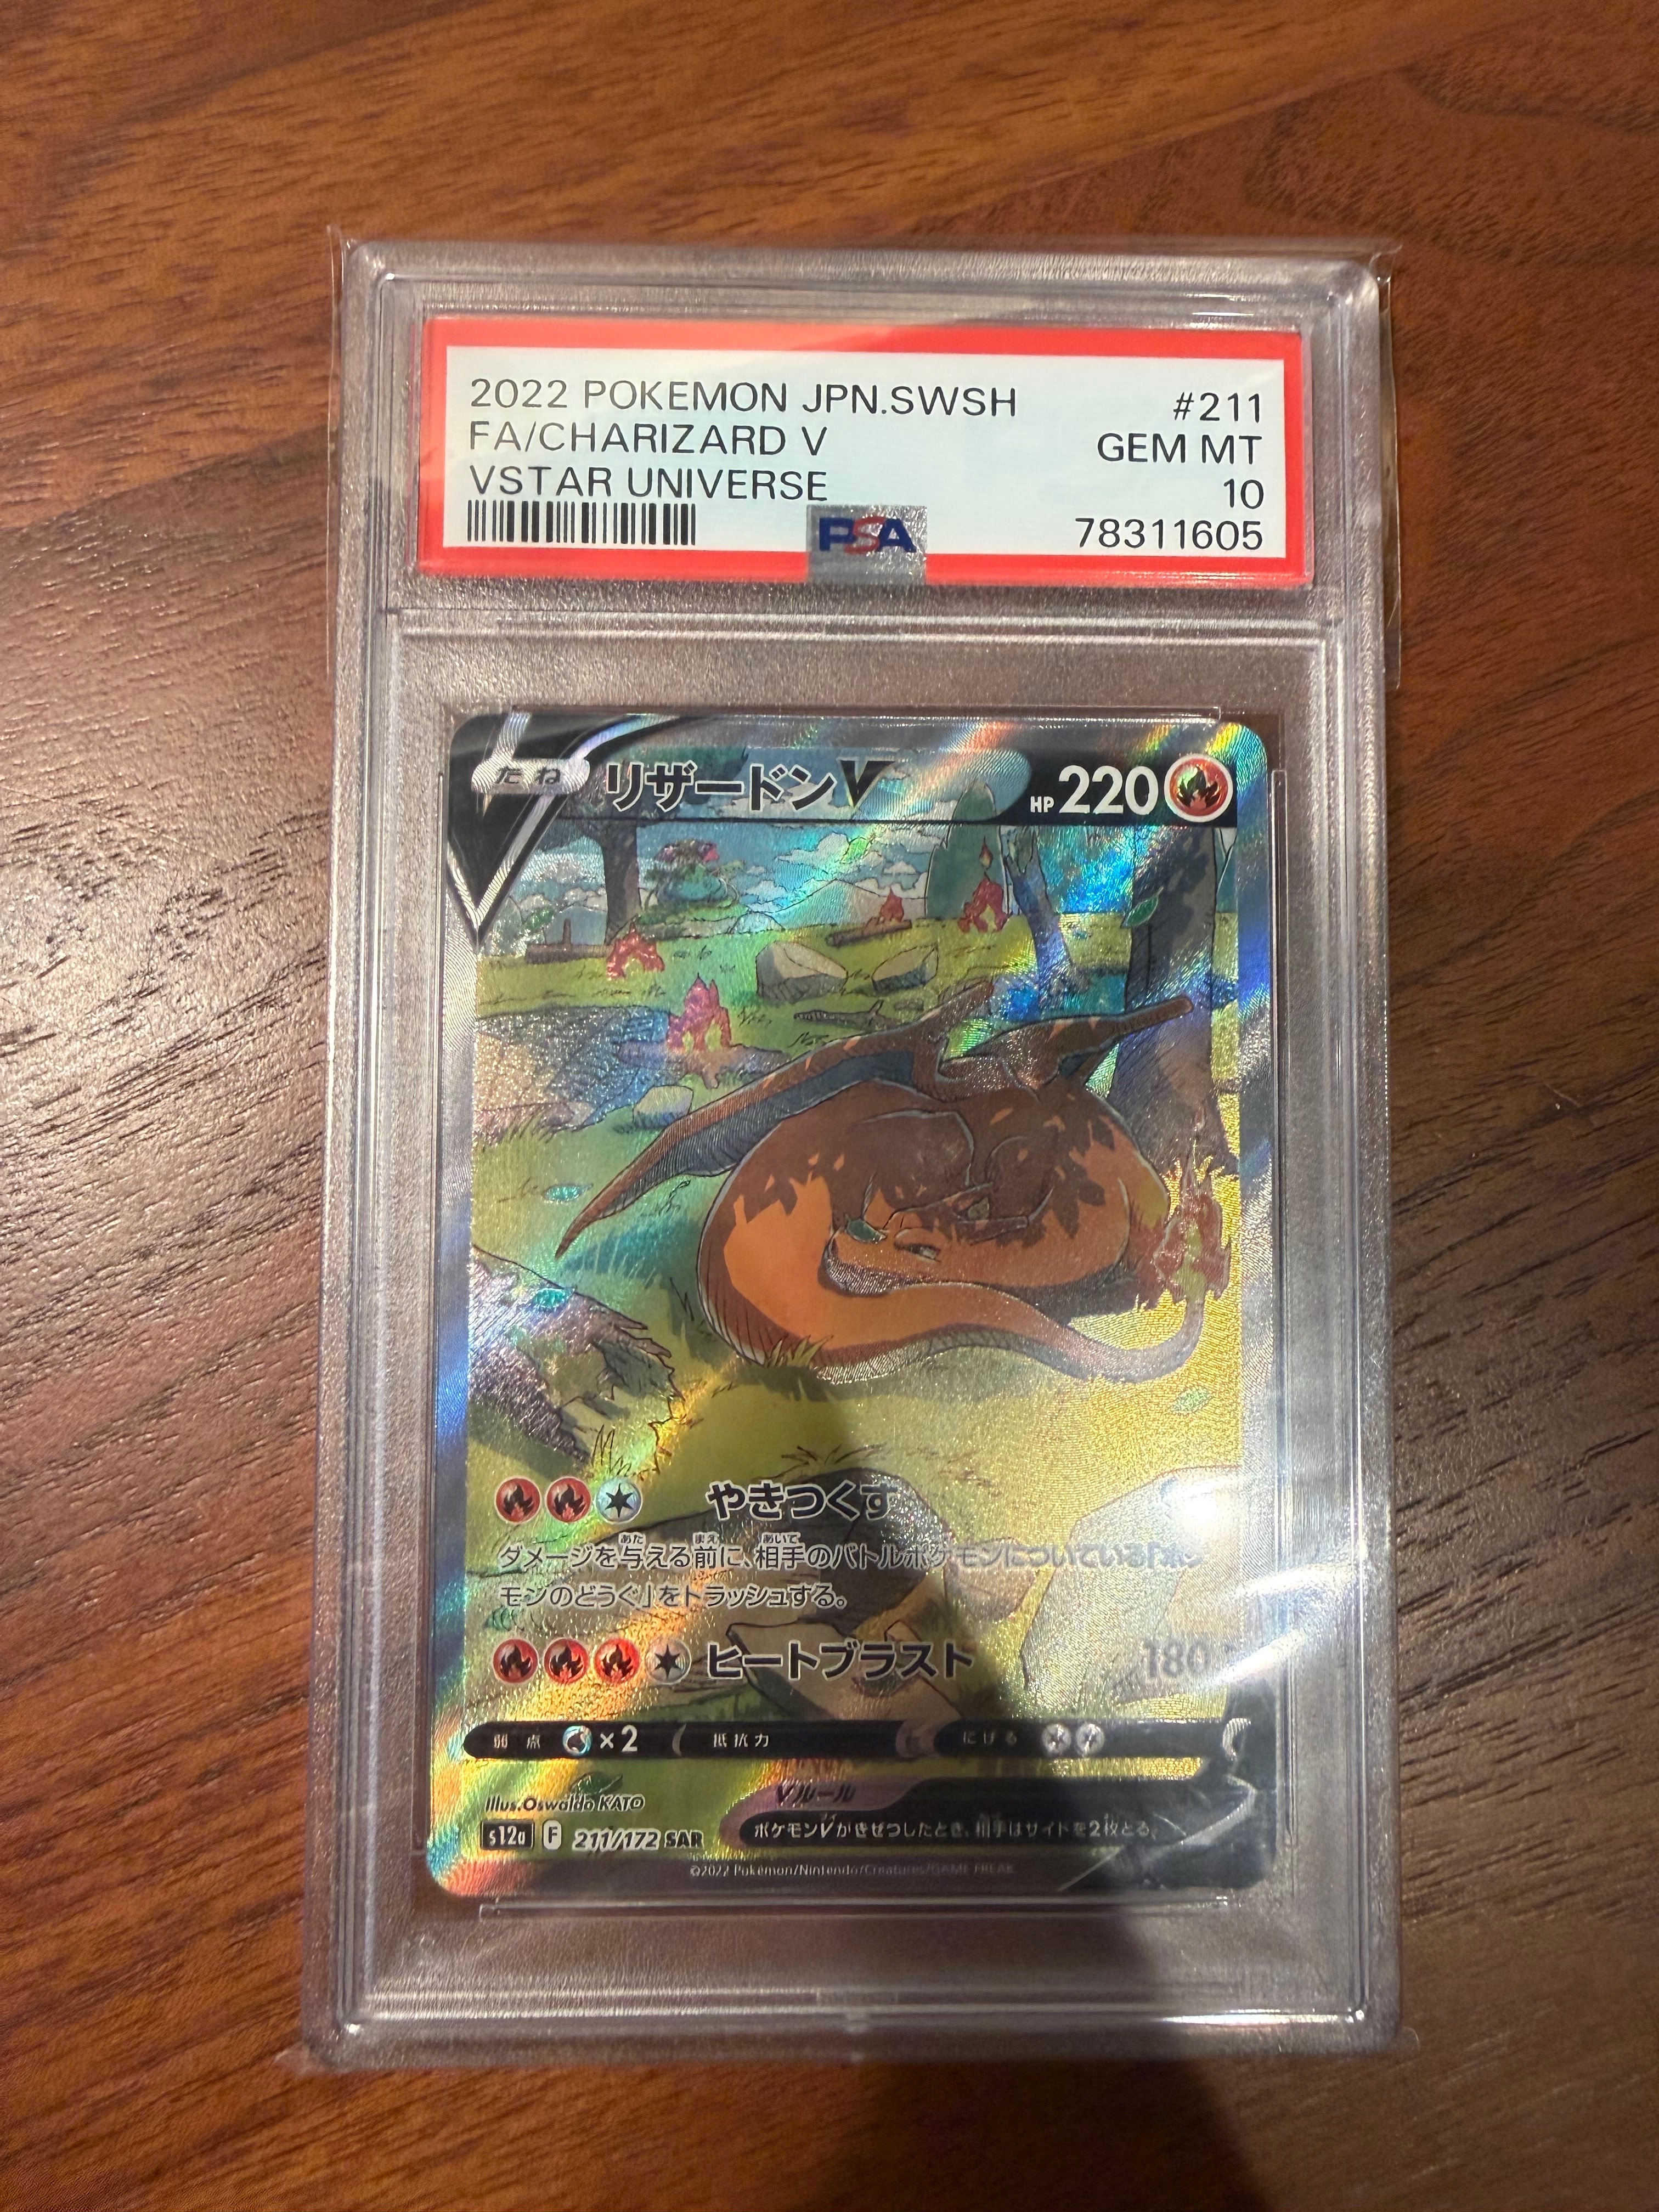 2022 POKEMON JPN.SWSH #211
FA/CHARIZARD V GEM MT
VSTAR UNIVERSE 10
PSA 78311605
たね リザードンV HP 220
やきつくす
ダメージを与える前に、相手のバトルポケモンについている「ポケ
モンのどうぐ」をトラッシュする。
ヒートブラスト 180
弱点 ×2 抵抗力 にげる
Illus.Oswaldo KATO
Vルール
s12a F 211/172 SAR
ポケモンVがきぜつしたとき、相手はサイドを2枚とる。
©2022 Pokémon/Nintendo/Creatures/GAME FREAK